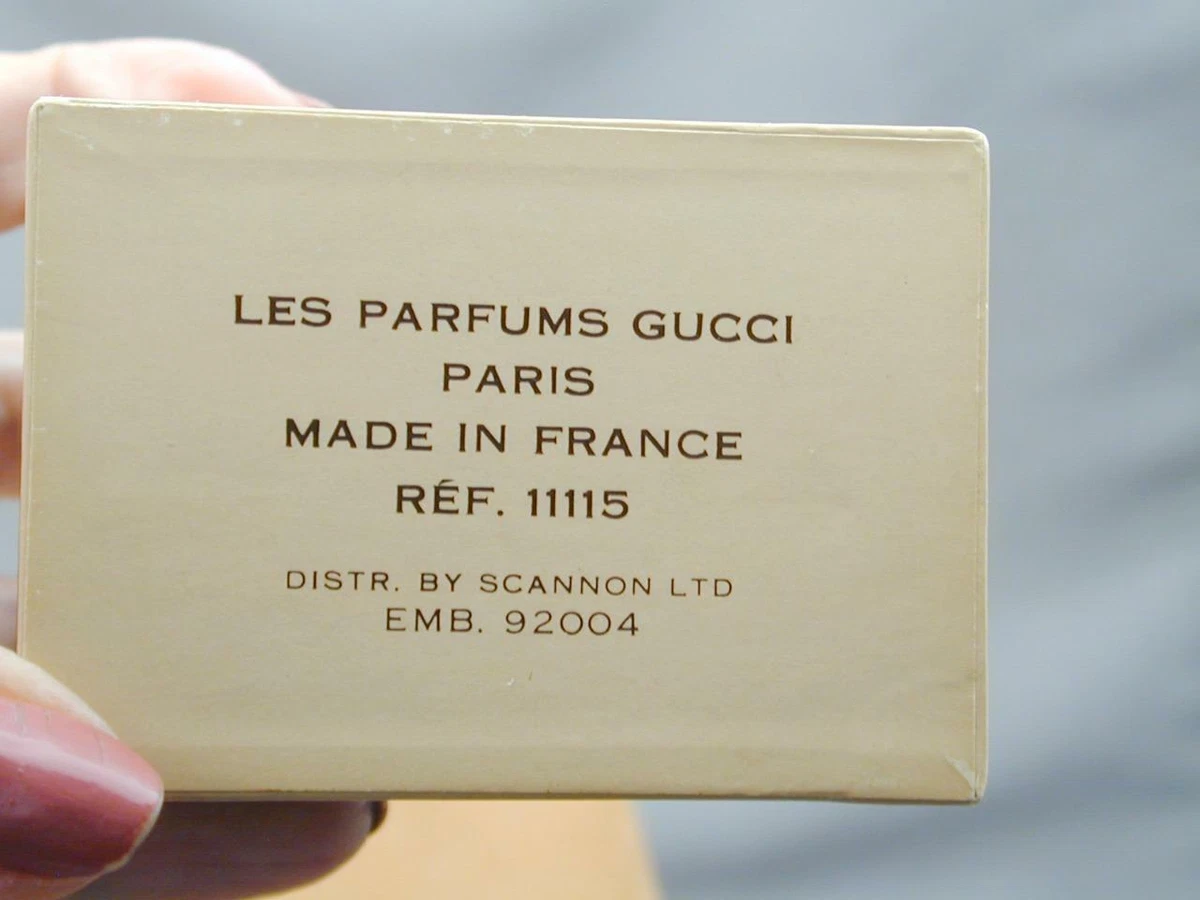 LES PARFUMS GUCCI
PARIS
MADE IN FRANCE
RÉF. 11115
DISTR. BY SCANNON LTD
EMB. 92004